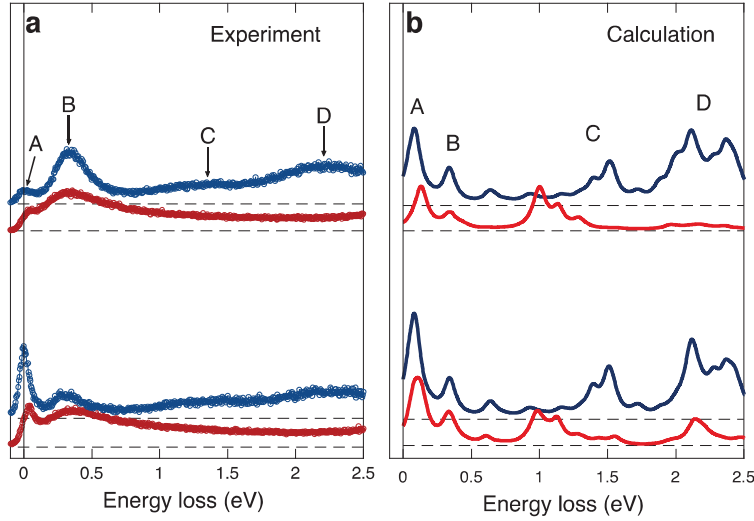 a
Experiment
A
B
C
D
0
0.5
1
1.5
2
2.5
Energy loss (eV)
b
Calculation
A
B
C
D
0
0.5
1
1.5
2
2.5
Energy loss (eV)